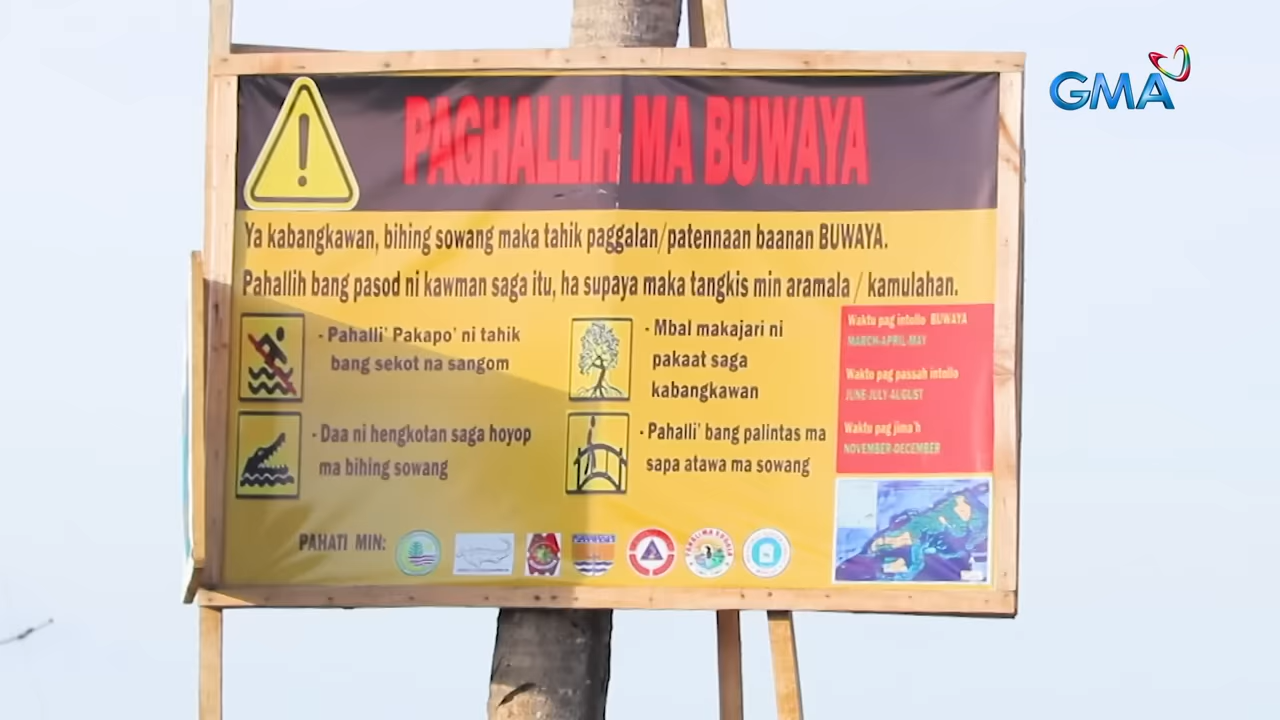 GMA
PAGHALLIH MA BUWAYA
Ya kabangkawan, bihing sowang maka tahik paggalan/patennaan baanan BUWAYA.
Pahallih bang pasod ni kawman saga itu, ha supaya maka tangkis min aramala / kamulahan.
- Pahalli' Pakapo' ni tahik
bang sekot na sangom
- Daa ni hengkotan saga hoyop
ma bihing sowang
- Mbal makajari ni
pakaat saga
kabangkawan
- Pahalli' bang palintas ma
sapa atawa ma sowang
Waktu pag intollo BUWAYA
MARCH-APRIL-MAY
Waktu pag passah intollo
JUNE-JULY-AUGUST
Waktu pag jima'h
NOVEMBER-DECEMBER
PAHATI MIN: